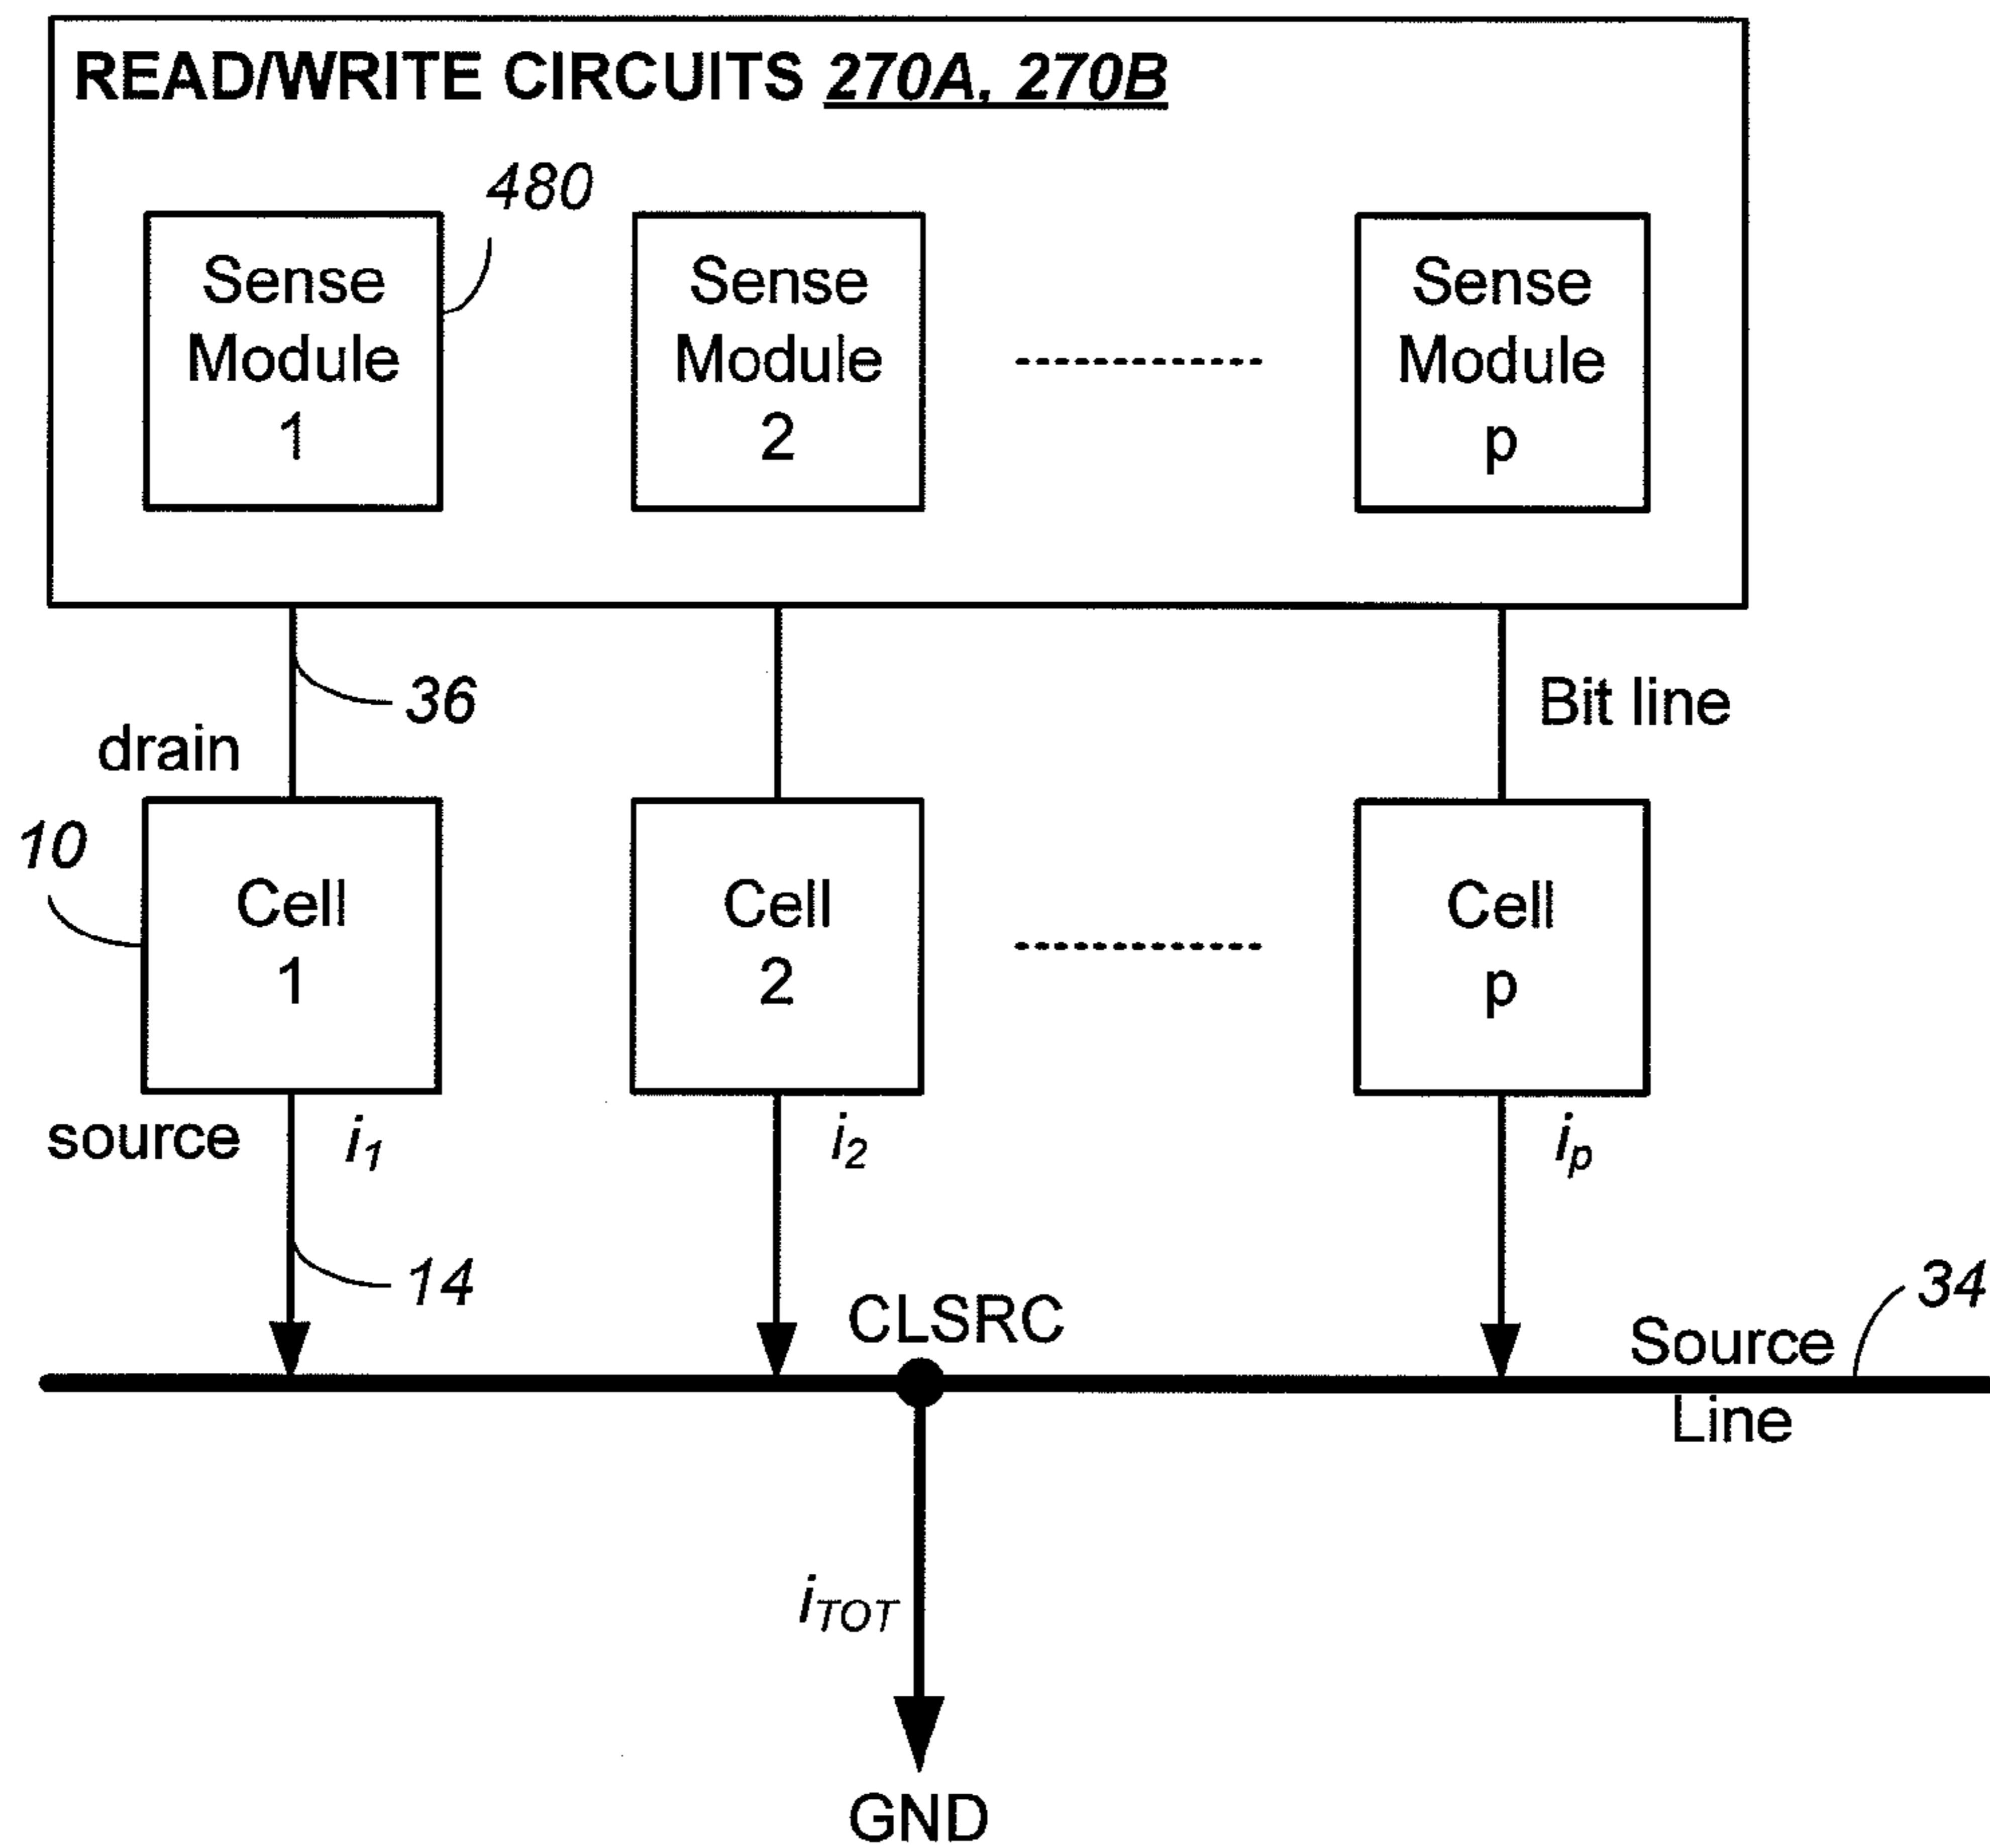 READ/WRITE CIRCUITS 270A, 270B
480
Sense
Module
1
Sense
Module
2
Sense
Module
p
36
Bit line
drain
10
Cell
1
Cell
2
Cell
p
source
i1
i2
ip
14
34
CLSRC
Source
Line
iTOT
GND